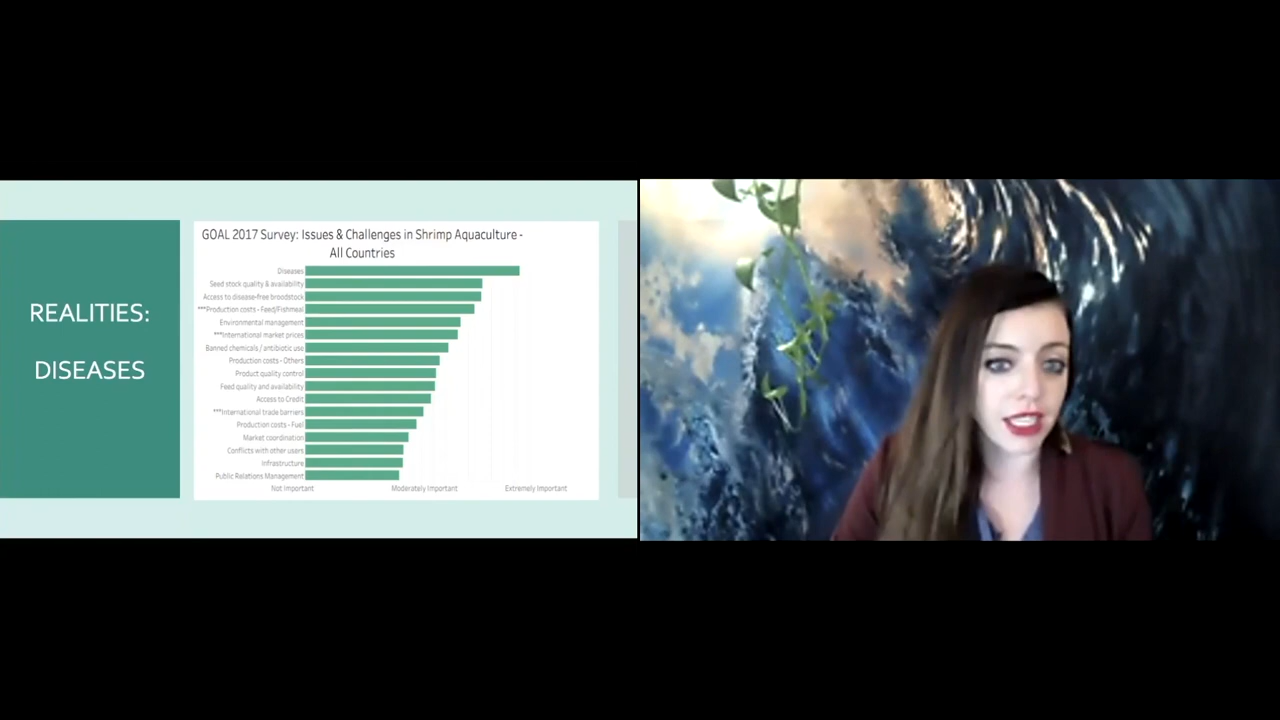 REALITIES:
DISEASES
GOAL 2017 Survey: Issues & Challenges in Shrimp Aquaculture -
All Countries
Diseases
Seed stock quality & availability
Access to disease-free broodstock
***Production costs - Feed/Fishmeal
Environmental management
***International market prices
Banned chemicals / antibiotic use
Production costs - Others
Product quality control
Feed quality and availability
Access to Credit
***International trade barriers
Production costs - Fuel
Market coordination
Conflicts with other users
Infrastructure
Public Relations Management
Not Important Moderately Important Extremely Important